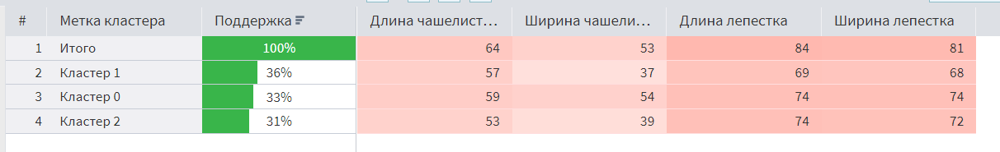 # Метка кластера Поддержка Длина чашелист... Ширина чашели... Длина лепестка Ширина лепестка
1 Итого 100% 64 53 84 81
2 Кластер 1 36% 57 37 69 68
3 Кластер 0 33% 59 54 74 74
4 Кластер 2 31% 53 39 74 72